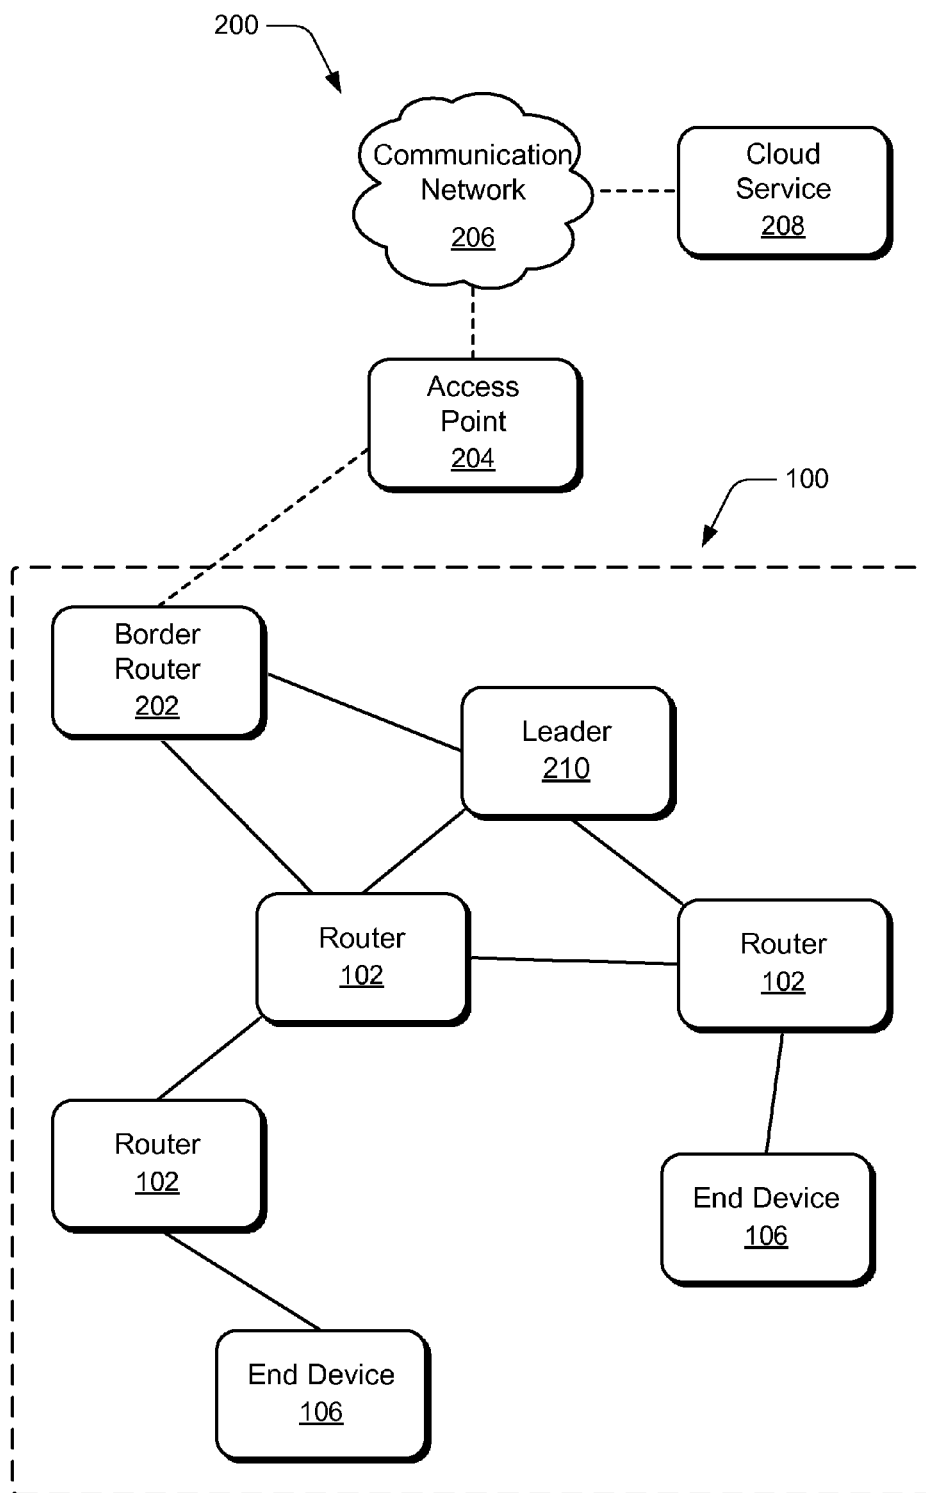 200
Communication
Network
206
Cloud
Service
208
Access
Point
204
100
Border
Router
202
Leader
210
Router
102
Router
102
Router
102
End Device
106
End Device
106